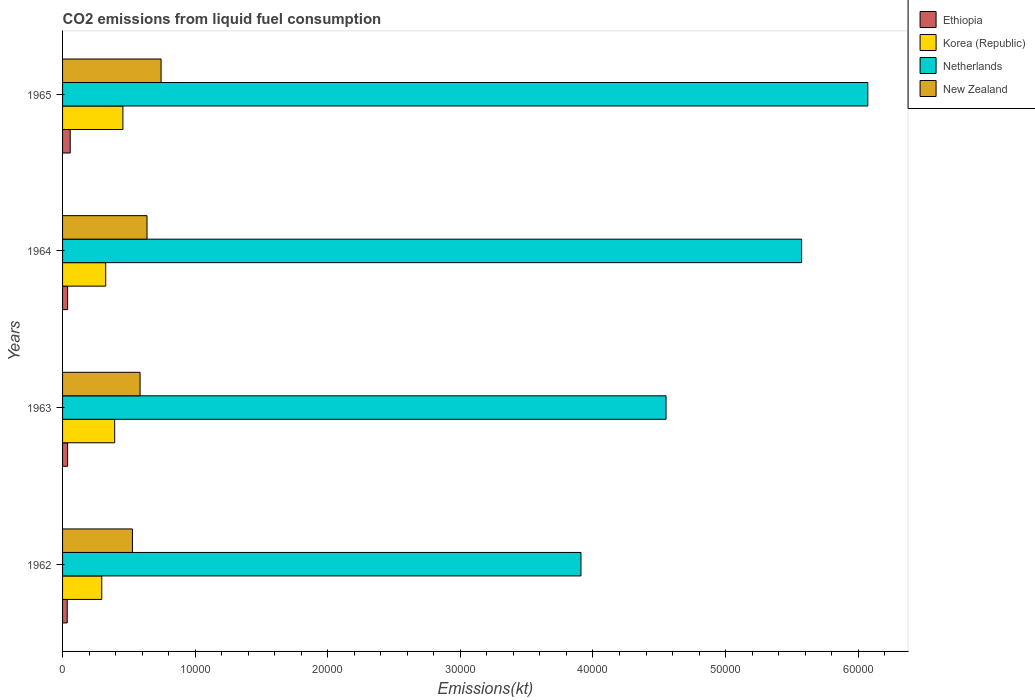 CO2 emissions from liquid fuel consumption
Ethiopia
Korea (Republic)
Netherlands
New Zealand
Years
1965
1964
1963
1962
0
10000
20000
30000
40000
50000
60000
Emissions(kt)